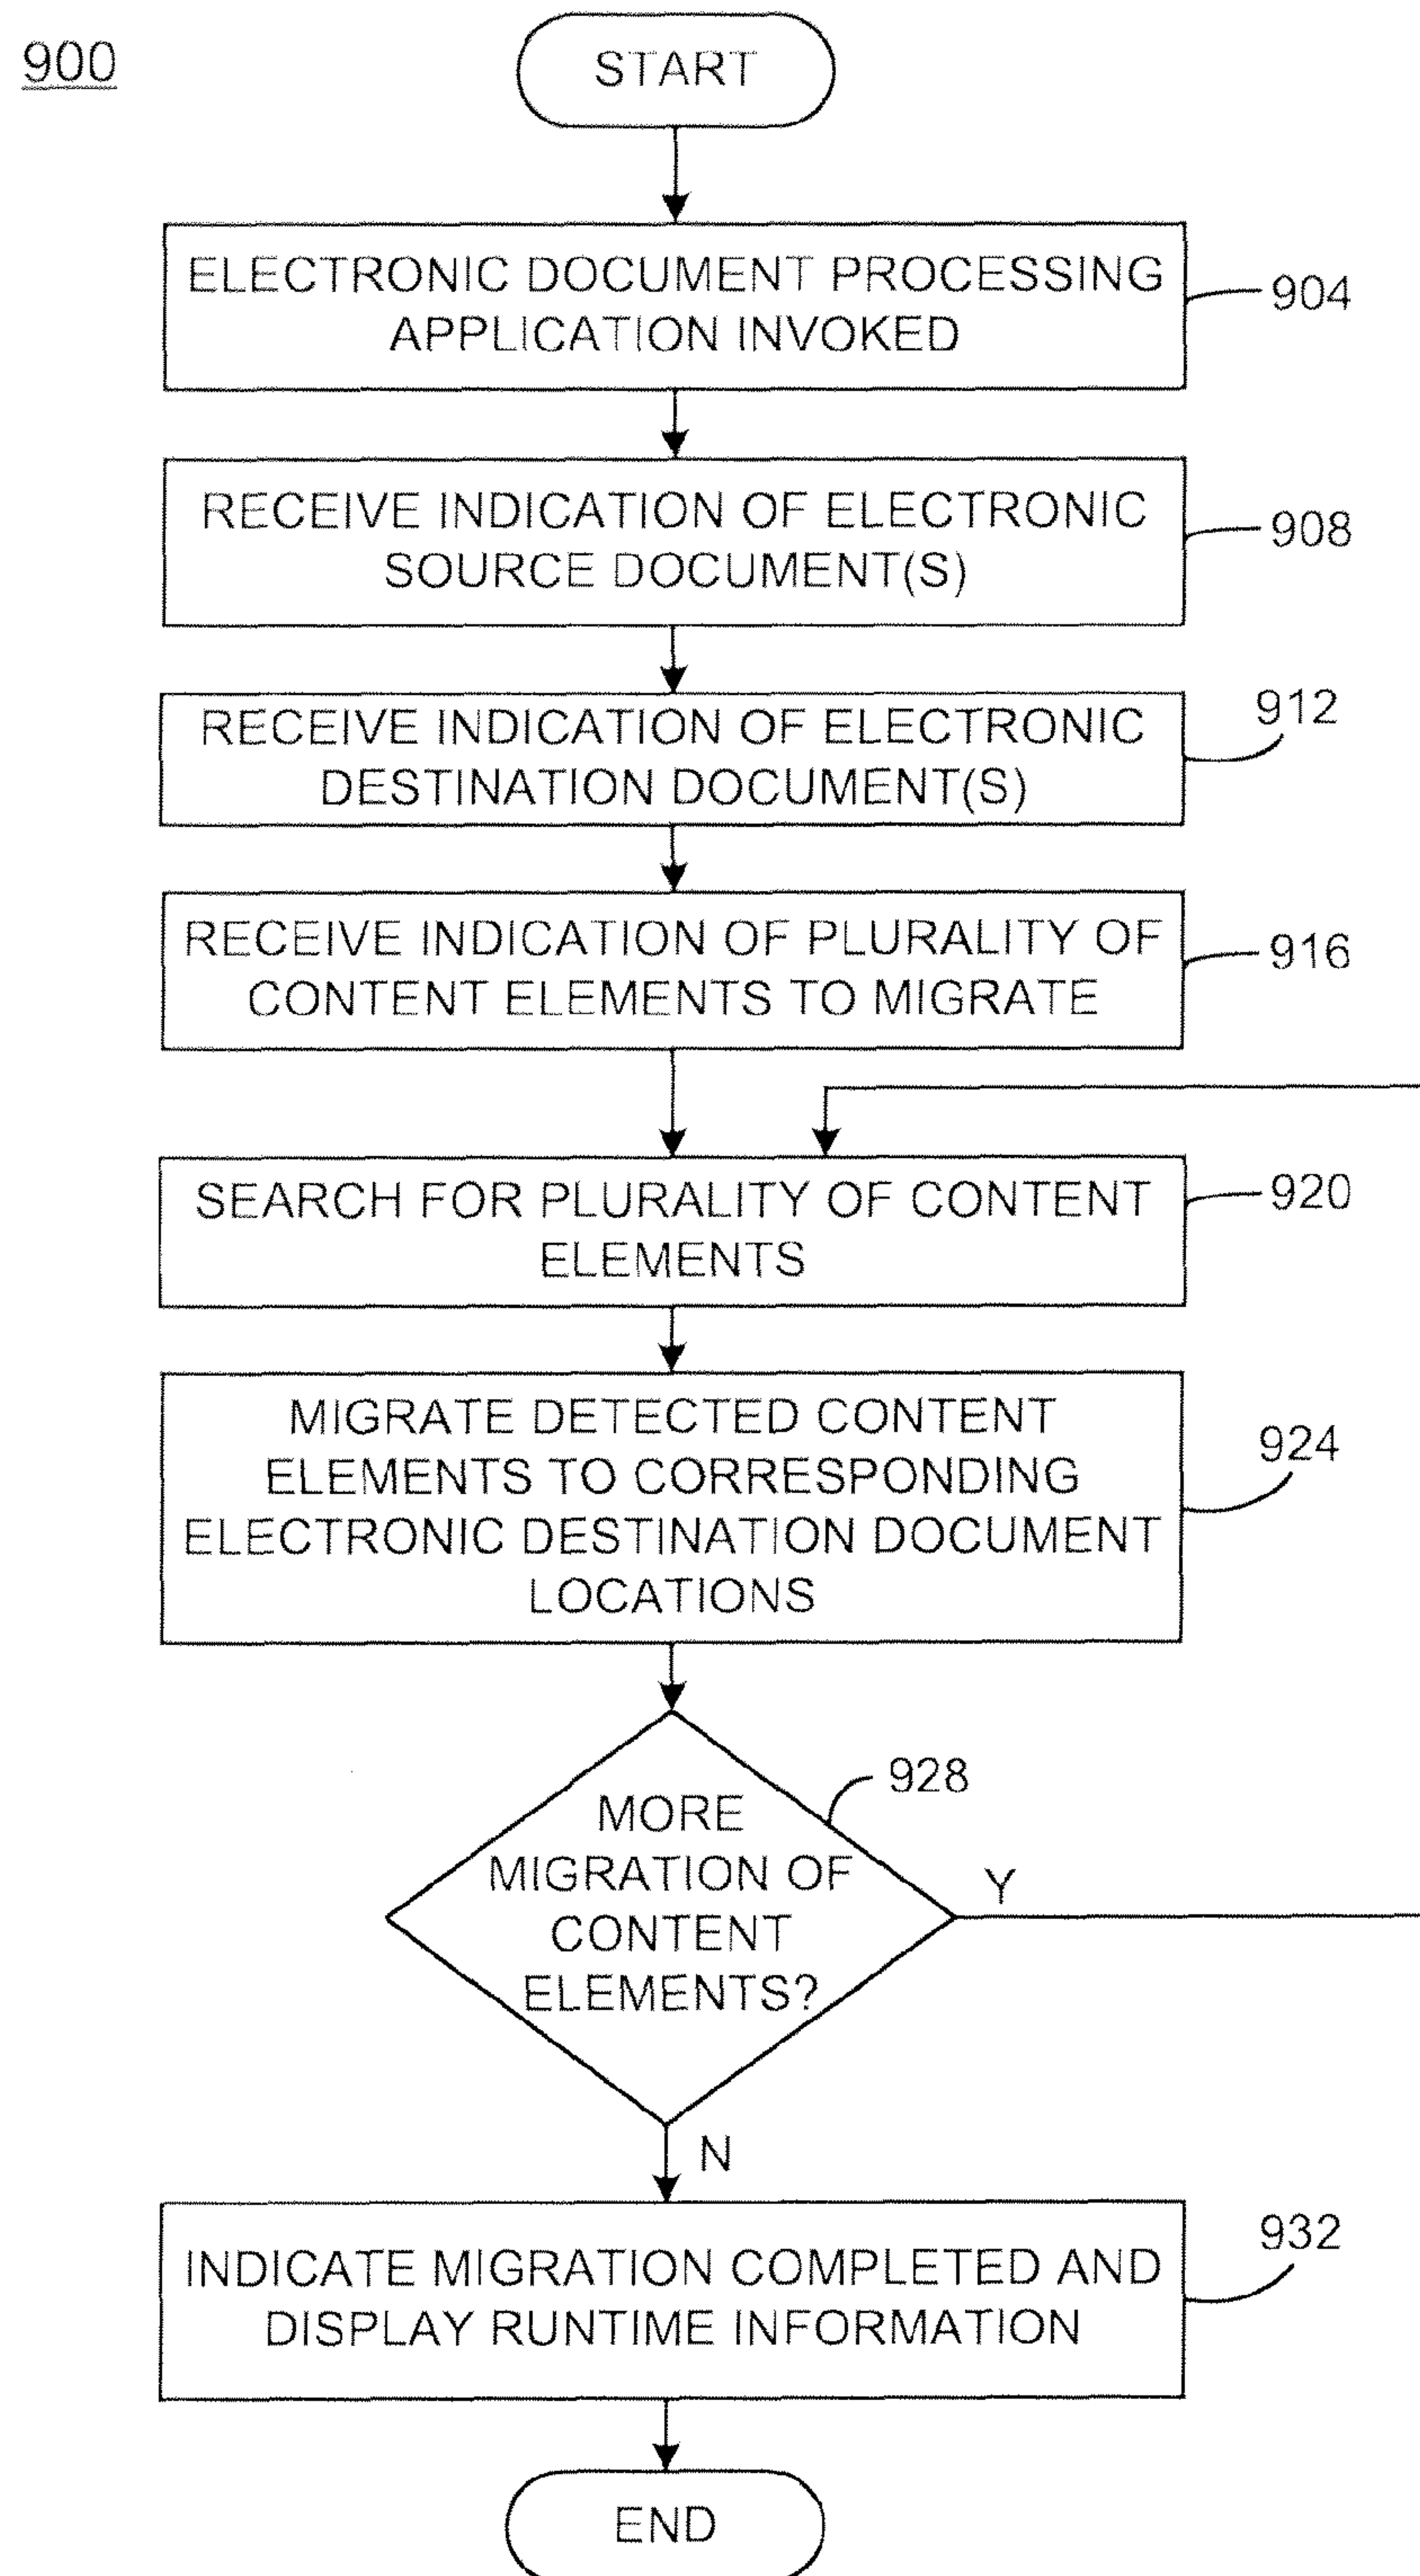 900
START
ELECTRONIC DOCUMENT PROCESSING
APPLICATION INVOKED
904
RECEIVE INDICATION OF ELECTRONIC
SOURCE DOCUMENT(S)
908
RECEIVE INDICATION OF ELECTRONIC
DESTINATION DOCUMENT(S)
912
RECEIVE INDICATION OF PLURALITY OF
CONTENT ELEMENTS TO MIGRATE
916
SEARCH FOR PLURALITY OF CONTENT
ELEMENTS
920
MIGRATE DETECTED CONTENT
ELEMENTS TO CORRESPONDING
ELECTRONIC DESTINATION DOCUMENT
LOCATIONS
924
MORE
MIGRATION OF
CONTENT
ELEMENTS?
928
Y
N
INDICATE MIGRATION COMPLETED AND
DISPLAY RUNTIME INFORMATION
932
END